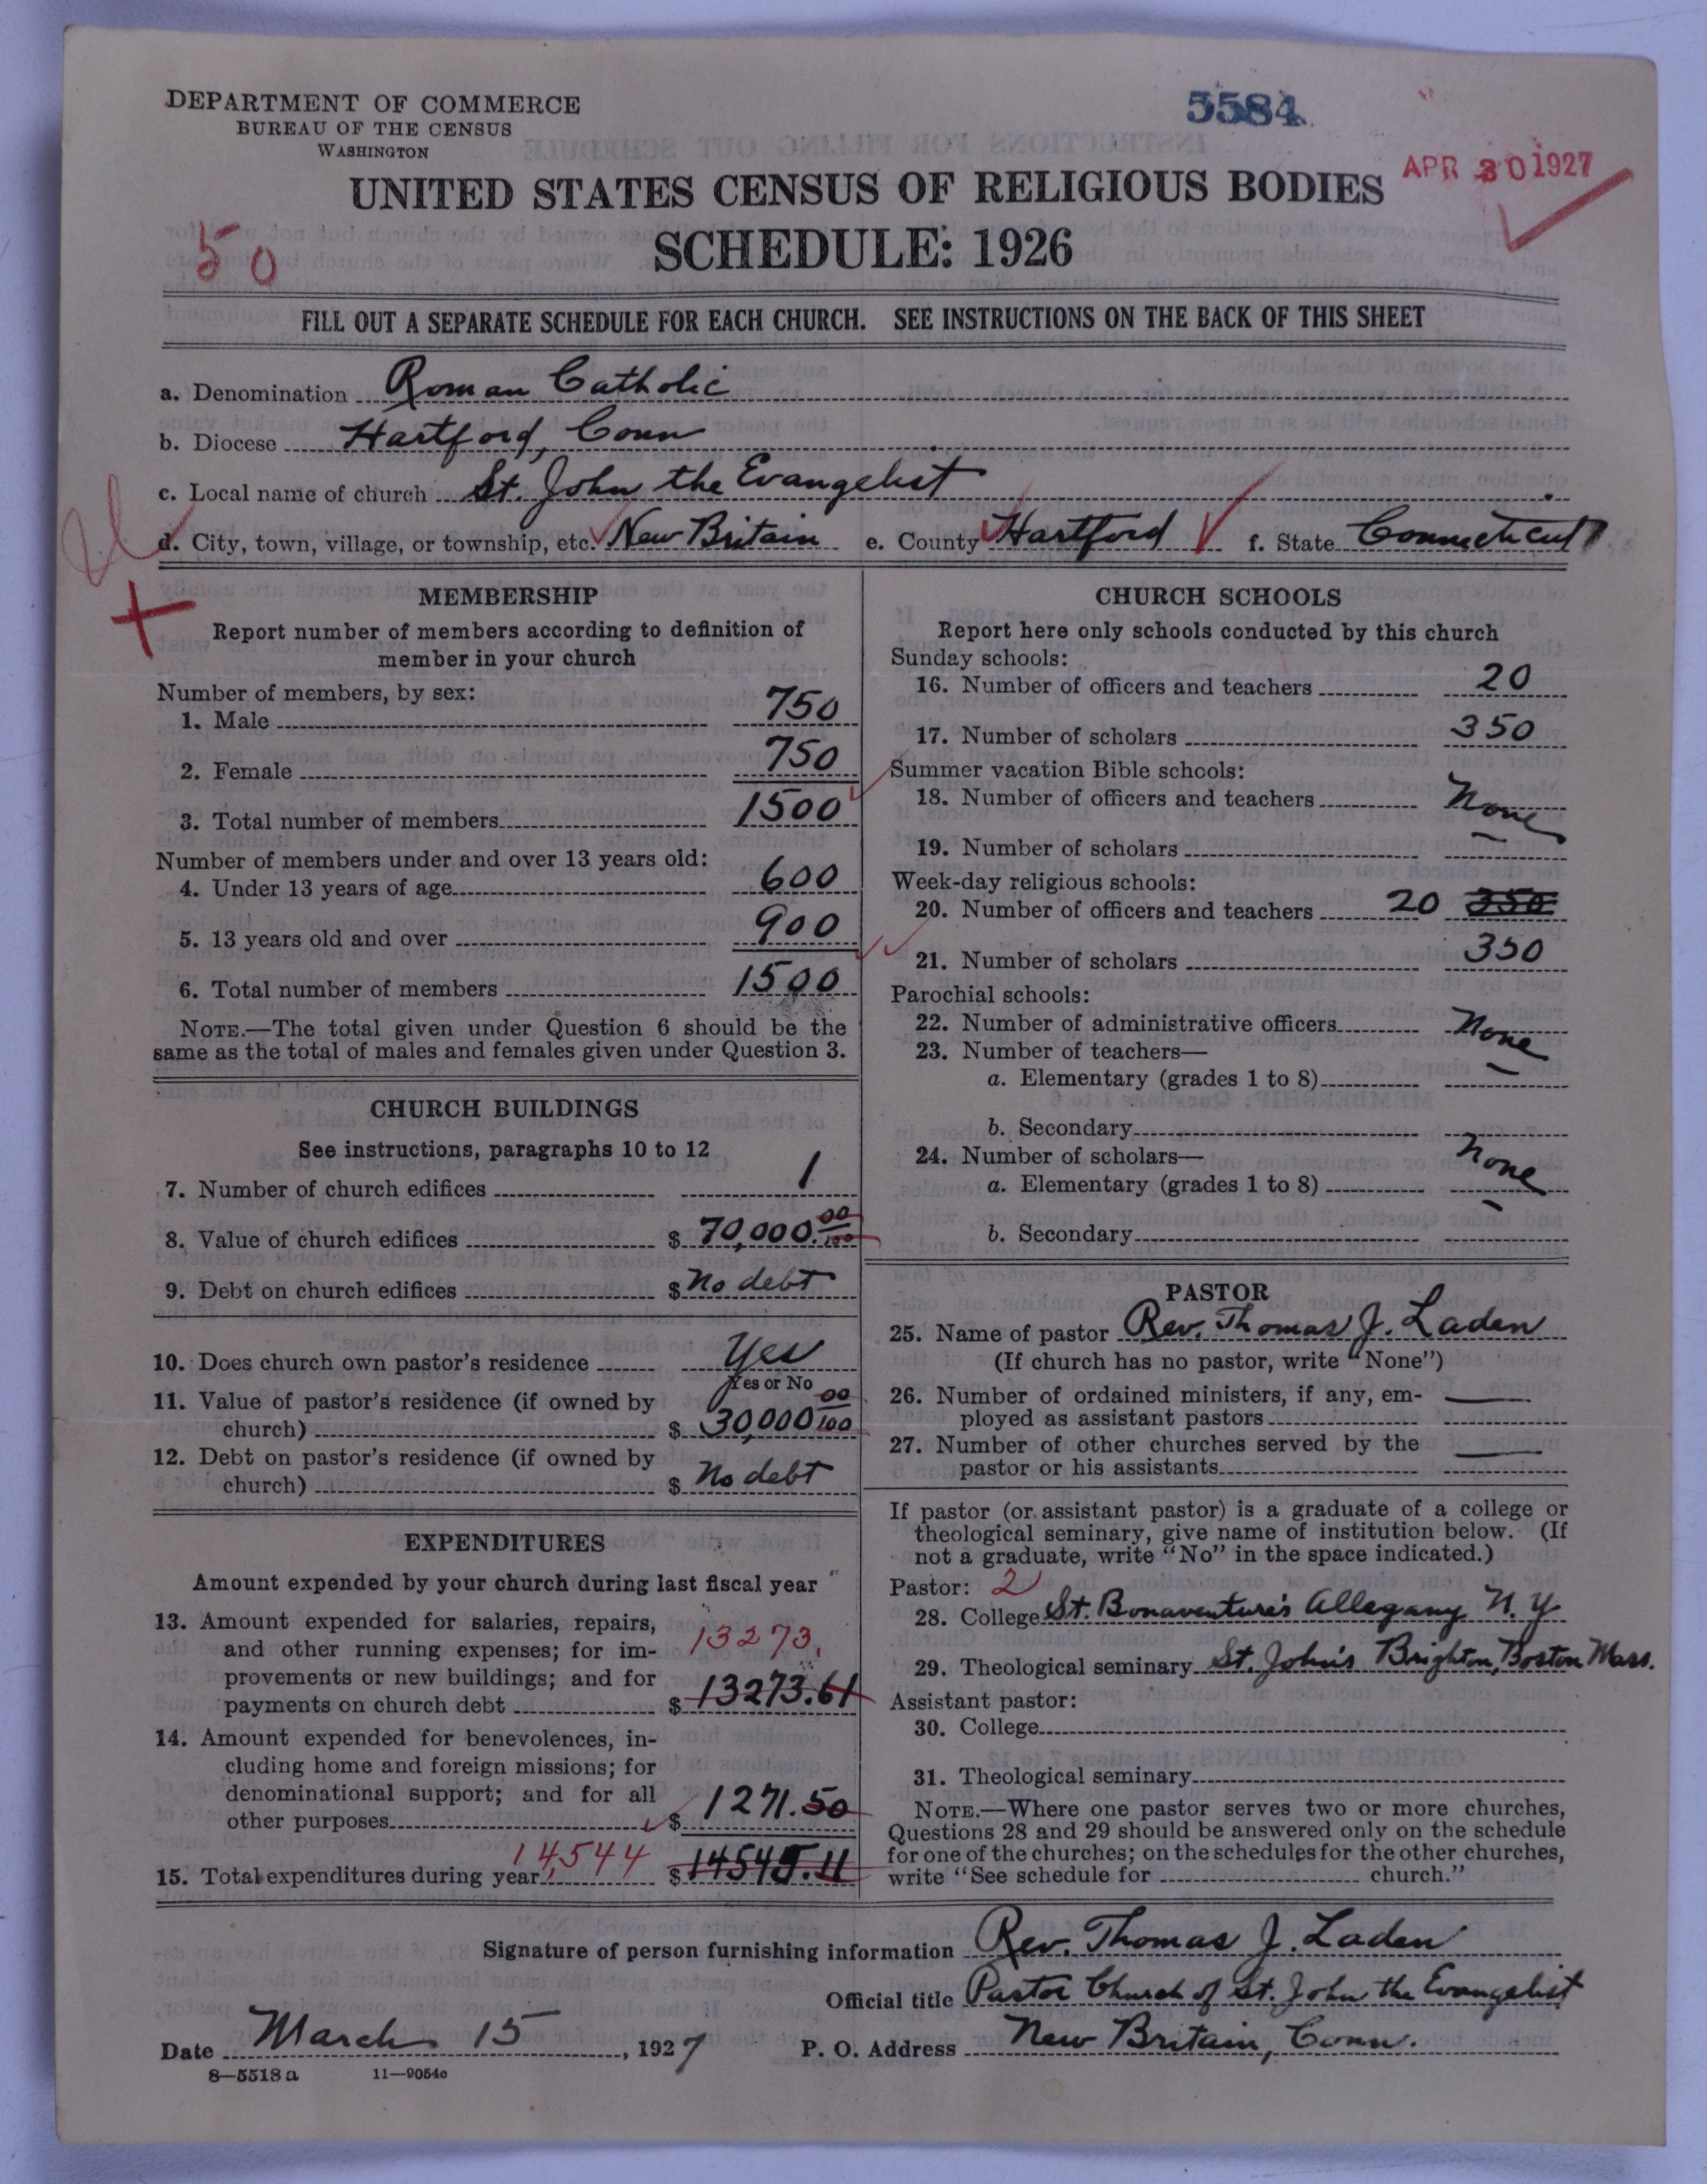 DEPARTMENT OF COMMERCE
BUREAU OF THE CENSUS
WASHINGTON
5584
APR 30 1927
UNITED STATES CENSUS OF RELIGIOUS BODIES
SCHEDULE: 1926
50
FILL OUT A SEPARATE SCHEDULE FOR EACH CHURCH. SEE INSTRUCTIONS ON THE BACK OF THIS SHEET
a. Denomination Roman Catholic
b. Diocese Hartford, Conn
c. Local name of church St. John the Evangelist
d. City, town, village, or township, etc. New Britain e. County Hartford f. State Connecticut
MEMBERSHIP
Report number of members according to definition of
member in your church
Number of members, by sex:
1. Male 750
2. Female 750
3. Total number of members 1500
Number of members under and over 13 years old:
4. Under 13 years of age 600
5. 13 years old and over 900
6. Total number of members 1500
NOTE.—The total given under Question 6 should be the
same as the total of males and females given under Question 3.
CHURCH BUILDINGS
See instructions, paragraphs 10 to 12
7. Number of church edifices 1
8. Value of church edifices $ 70,000.00/100
9. Debt on church edifices $ No debt
10. Does church own pastor's residence Yes
Yes or No
11. Value of pastor's residence (if owned by
church) $ 30,000 00/100
12. Debt on pastor's residence (if owned by
church) $ No debt
EXPENDITURES
Amount expended by your church during last fiscal year
13. Amount expended for salaries, repairs,
and other running expenses; for im- 13273.
provements or new buildings; and for
payments on church debt $ 13273.61
14. Amount expended for benevolences, in-
cluding home and foreign missions; for
denominational support; and for all
other purposes $ 1271.50
14,544
15. Total expenditures during year $ 14545.11
CHURCH SCHOOLS
Report here only schools conducted by this church
Sunday schools:
16. Number of officers and teachers 20
17. Number of scholars 350
Summer vacation Bible schools:
18. Number of officers and teachers None
19. Number of scholars
Week-day religious schools:
20. Number of officers and teachers 20 350
21. Number of scholars 350
Parochial schools:
22. Number of administrative officers None
23. Number of teachers—
a. Elementary (grades 1 to 8)
b. Secondary
24. Number of scholars— None
a. Elementary (grades 1 to 8)
b. Secondary
PASTOR
25. Name of pastor Rev. Thomas J. Laden
(If church has no pastor, write "None")
26. Number of ordained ministers, if any, em-
ployed as assistant pastors
27. Number of other churches served by the
pastor or his assistants
If pastor (or assistant pastor) is a graduate of a college or
theological seminary, give name of institution below. (If
not a graduate, write "No" in the space indicated.)
Pastor: 2
28. College St. Bonaventure's Allegany N. Y
29. Theological seminary St. John's Brighton, Boston Mass.
Assistant pastor:
30. College
31. Theological seminary
NOTE.—Where one pastor serves two or more churches,
Questions 28 and 29 should be answered only on the schedule
for one of the churches; on the schedules for the other churches,
write "See schedule for church."
Signature of person furnishing information Rev. Thomas J. Laden
Official title Pastor Church of St. John the Evangelist
Date March 15, 1927 P. O. Address New Britain, Conn.
8—5518a 11—9054c